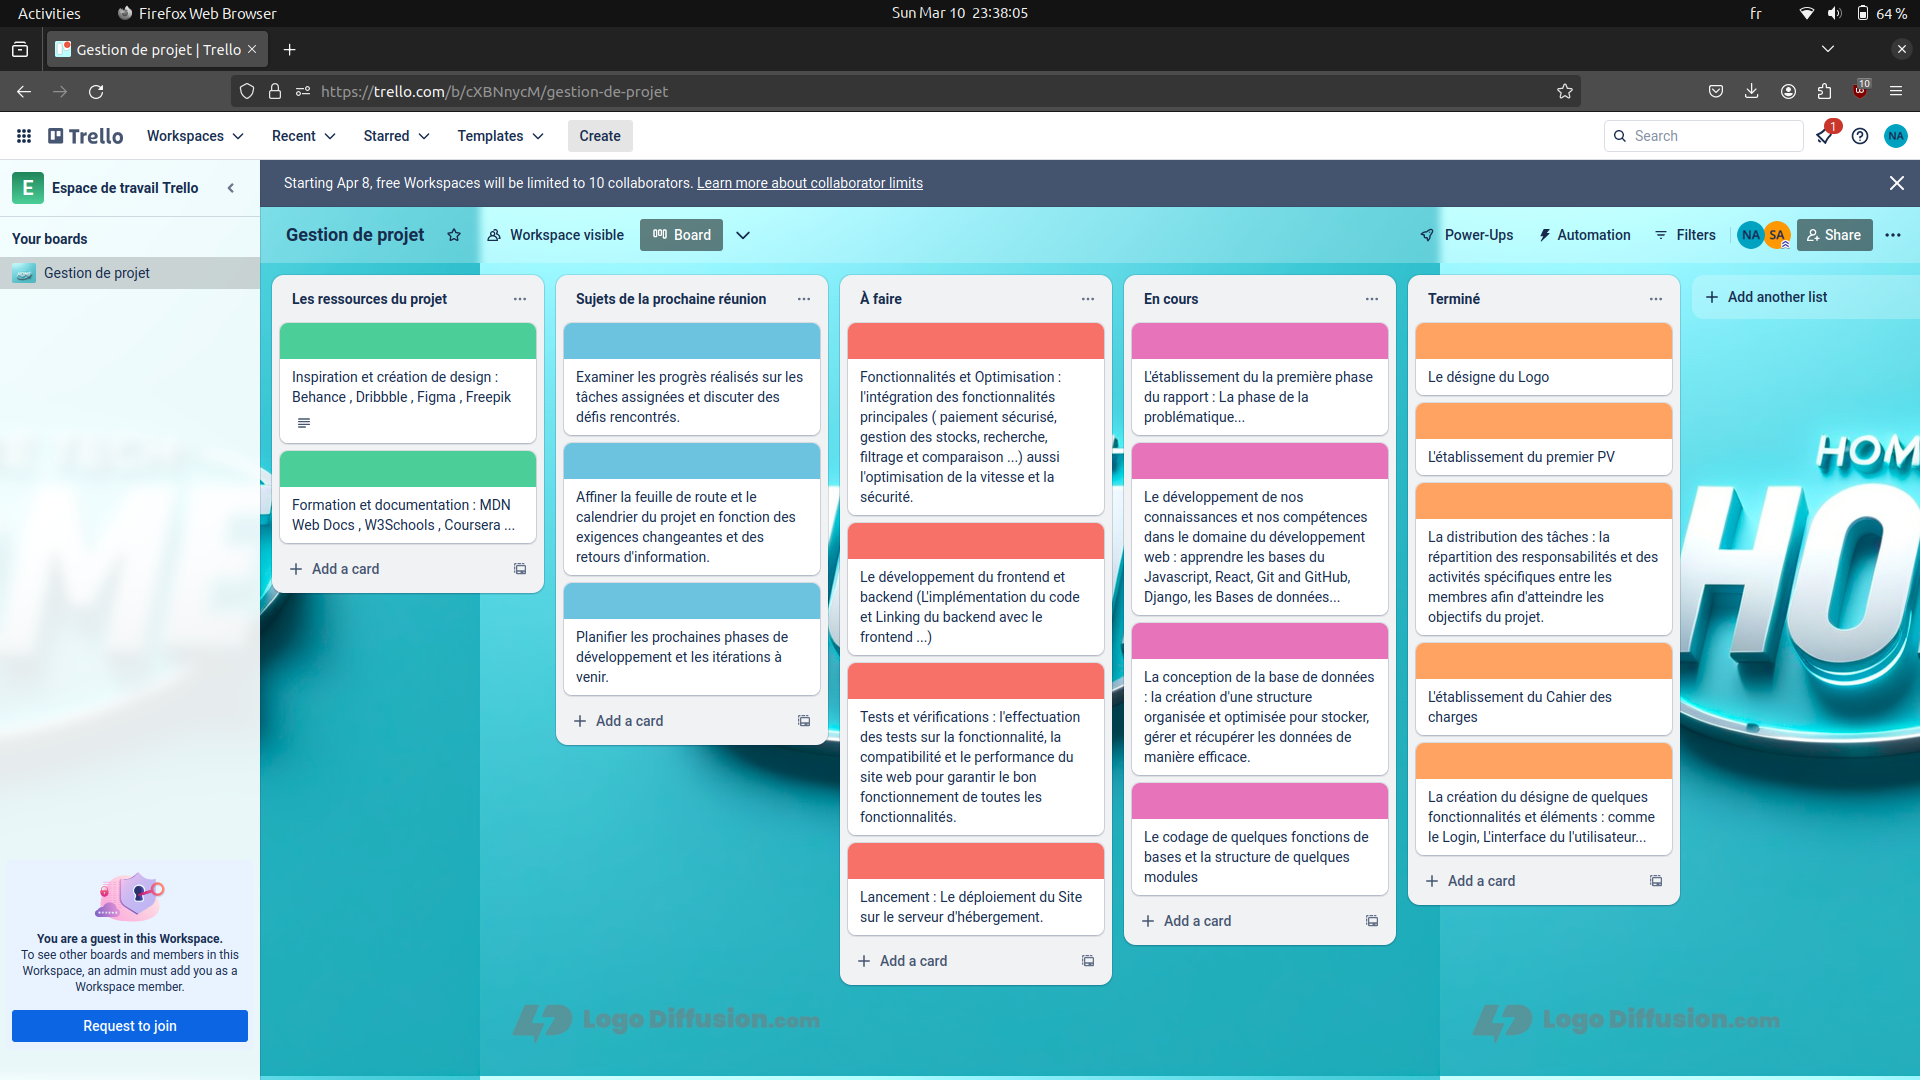 Activities
Firefox Web Browser
Sun Mar 10 23:38:05
fr
64 %
Gestion de projet | Trello
https://trello.com/b/cXBNnycM/gestion-de-projet
10
Trello
Workspaces
Recent
Starred
Templates
Create
Search
1
NA
E
Espace de travail Trello
Starting Apr 8, free Workspaces will be limited to 10 collaborators. Learn more about collaborator limits
Your boards
Gestion de projet
Gestion de projet
Workspace visible
Board
Power-Ups
Automation
Filters
NA
SA
Share
Les ressources du projet
Inspiration et création de design :
Behance , Dribbble , Figma , Freepik
Formation et documentation : MDN
Web Docs , W3Schools , Coursera ...
Add a card
Sujets de la prochaine réunion
Examiner les progrès réalisés sur les
tâches assignées et discuter des
défis rencontrés.
Affiner la feuille de route et le
calendrier du projet en fonction des
exigences changeantes et des
retours d'information.
Planifier les prochaines phases de
développement et les itérations à
venir.
Add a card
À faire
Fonctionnalités et Optimisation :
l'intégration des fonctionnalités
principales ( paiement sécurisé,
gestion des stocks, recherche,
filtrage et comparaison ...) aussi
l'optimisation de la vitesse et la
sécurité.
Le développement du frontend et
backend (L'implémentation du code
et Linking du backend avec le
frontend ...)
Tests et vérifications : l'effectuation
des tests sur la fonctionnalité, la
compatibilité et le performance du
site web pour garantir le bon
fonctionnement de toutes les
fonctionnalités.
Lancement : Le déploiement du Site
sur le serveur d'hébergement.
Add a card
En cours
L'établissement du la première phase
du rapport : La phase de la
problématique...
Le développement de nos
connaissances et nos compétences
dans le domaine du développement
web : apprendre les bases du
Javascript, React, Git and GitHub,
Django, les Bases de données...
La conception de la base de données
: la création d'une structure
organisée et optimisée pour stocker,
gérer et récupérer les données de
manière efficace.
Le codage de quelques fonctions de
bases et la structure de quelques
modules
Add a card
Terminé
Le désigne du Logo
L'établissement du premier PV
La distribution des tâches : la
répartition des responsabilités et des
activités spécifiques entre les
membres afin d'atteindre les
objectifs du projet.
L'établissement du Cahier des
charges
La création du désigne de quelques
fonctionnalités et éléments : comme
le Login, L'interface du l'utilisateur...
Add a card
Add another list
HOM
HO
ME
You are a guest in this Workspace.
To see other boards and members in this
Workspace, an admin must add you as a
Workspace member.
Request to join
Logo Diffusion.com
Logo Diffusion.com